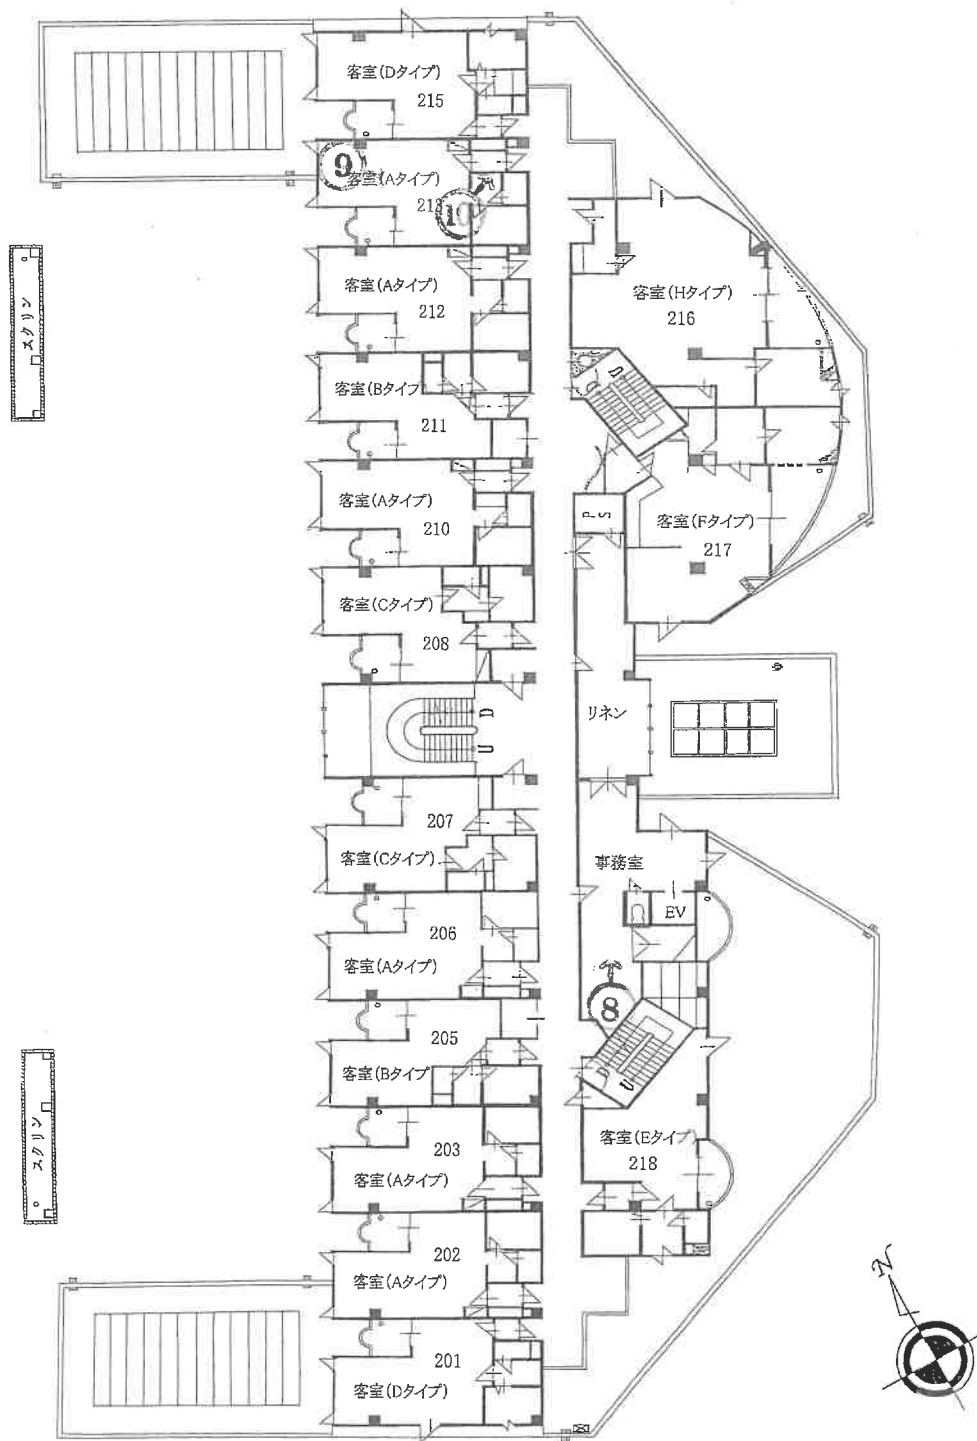 客室(Dタイプ)
215
⑨
客室(Aタイプ)
213
10
客室(Aタイプ)
212
客室(Hタイプ)
216
スクリン
客室(Bタイプ
211
U
D
客室(Aタイプ)
210
PS
客室(Fタイプ)
217
客室(Cタイプ)
208
リネン
D
U
207
客室(Cタイプ)
事務室
EV
206
客室(Aタイプ)
⑧
205
客室(Bタイプ
D
U
スクリン
203
客室(Aタイプ)
客室(Eタイプ)
218
202
客室(Aタイプ)
N
201
客室(Dタイプ)